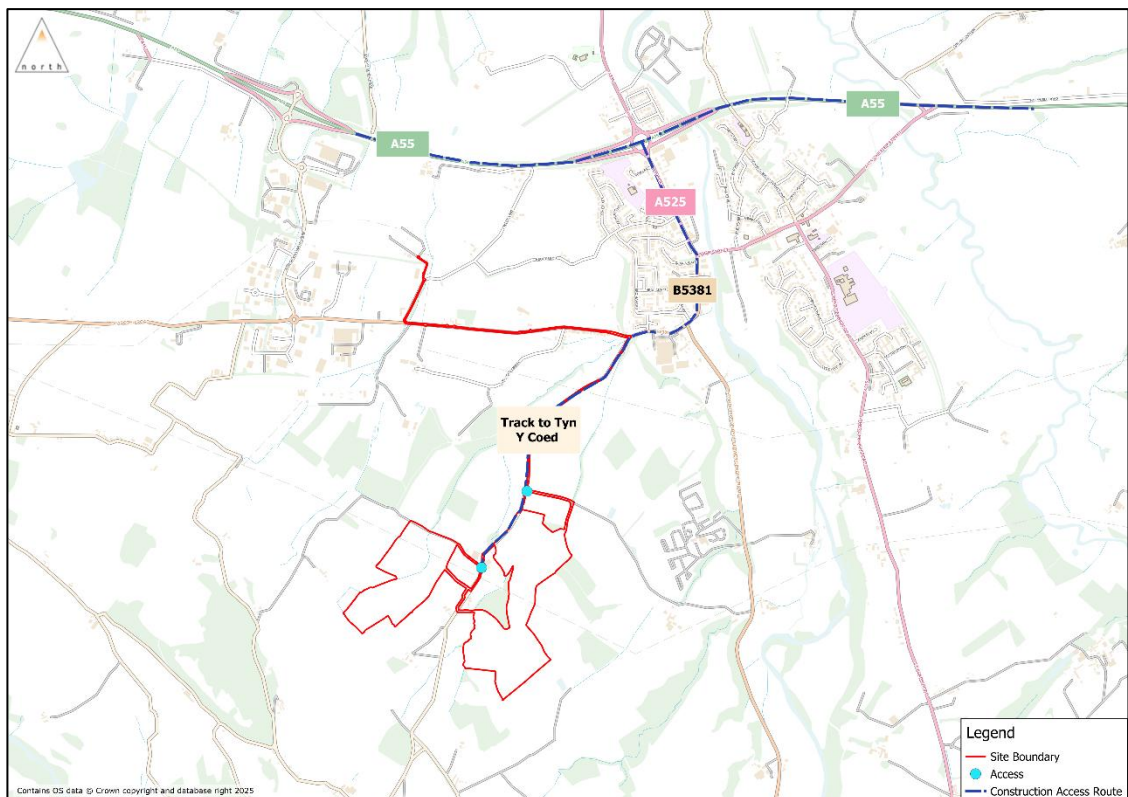 north
A55
A55
A525
B5381
Track to Tyn
Y Coed
Legend
Site Boundary
Access
Construction Access Route
Contains OS data © Crown copyright and database right 2025